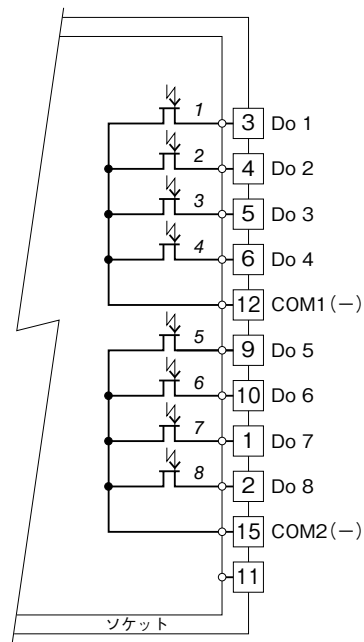 1 3 Do 1
2 4 Do 2
3 5 Do 3
4 6 Do 4
12 COM1(−)
5 9 Do 5
6 10 Do 6
7 1 Do 7
8 2 Do 8
15 COM2(−)
11
ソケット